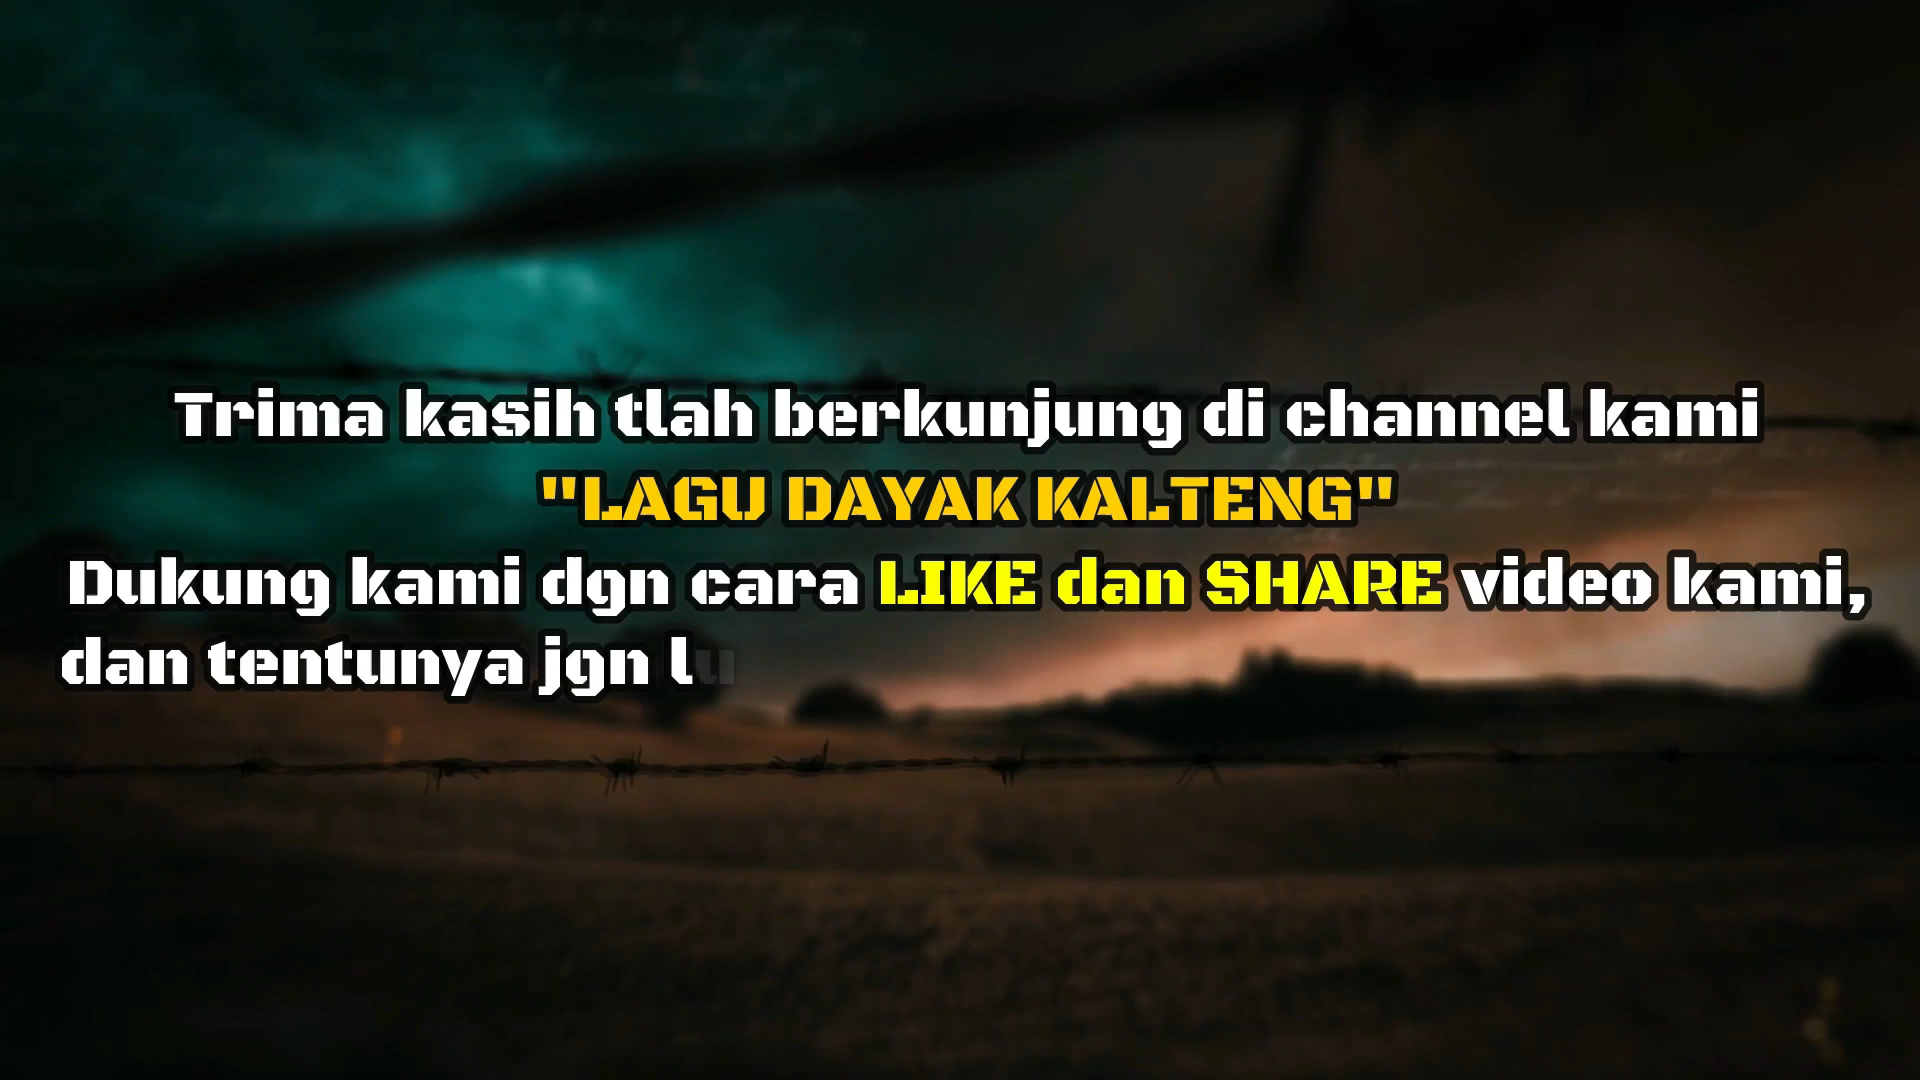 Trima kasih tlah berkunjung di channel kami
"LAGU DAYAK KALTENG"
Dukung kami dgn cara LIKE dan SHARE video kami,
dan tentunya jgn lu